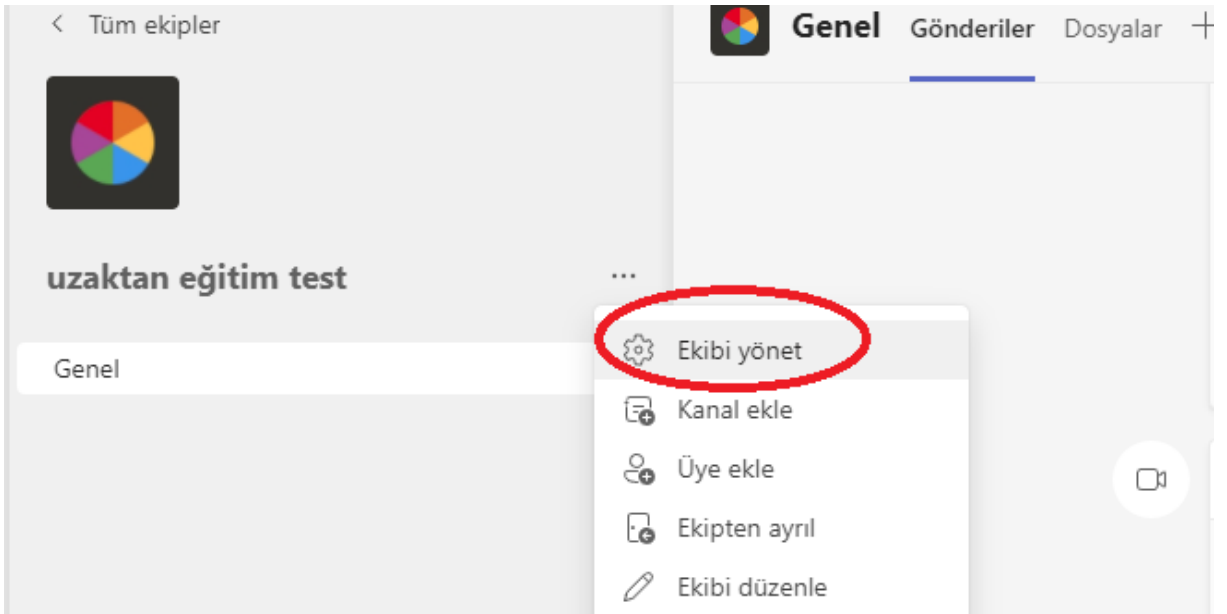 Tüm ekipler
Genel Gönderiler Dosyalar
uzaktan eğitim test
Genel
Ekibi yönet
Kanal ekle
Üye ekle
Ekipten ayrıl
Ekibi düzenle